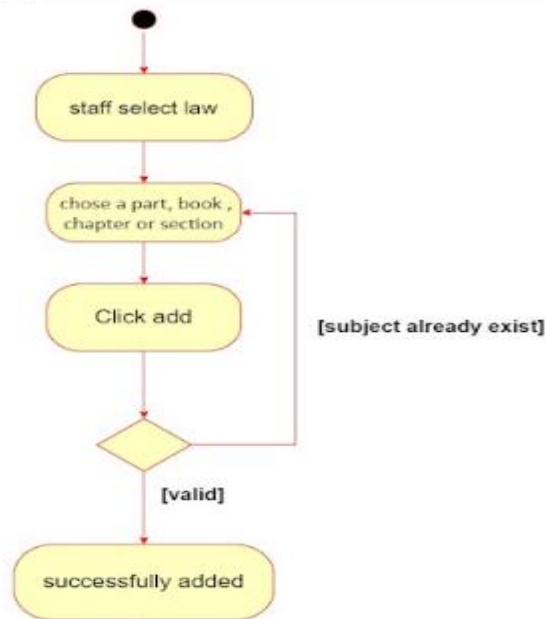 staff select law
chose a part, book ,
chapter or section
Click add
[subject already exist]
[valid]
successfully added